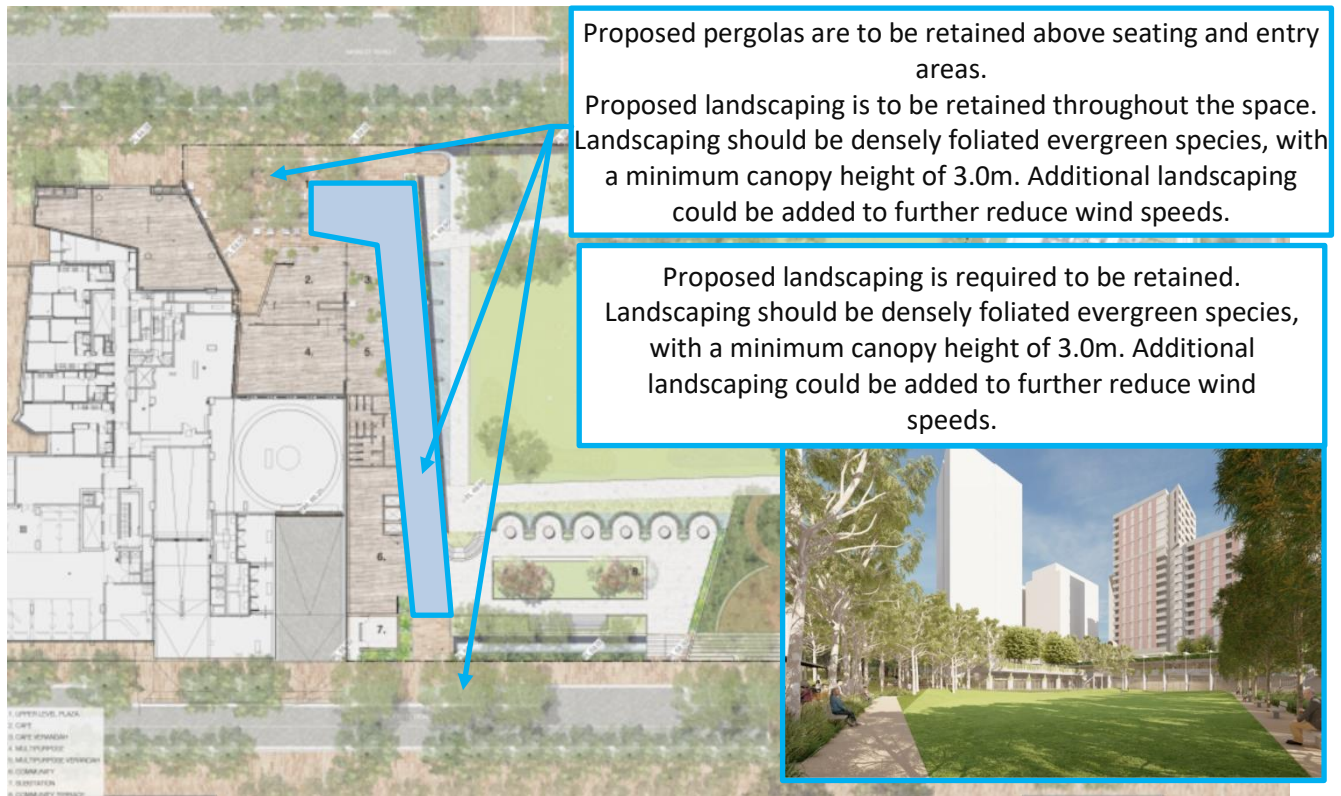 Proposed pergolas are to be retained above seating and entry
areas.
Proposed landscaping is to be retained throughout the space.
Landscaping should be densely foliated evergreen species, with
a minimum canopy height of 3.0m. Additional landscaping
could be added to further reduce wind speeds.
Proposed landscaping is required to be retained.
Landscaping should be densely foliated evergreen species,
with a minimum canopy height of 3.0m. Additional
landscaping could be added to further reduce wind
speeds.
2.
3.
4.
5.
6.
7.
8.
1. UPPER LEVEL PLAZA
2. CAFE
3. CAFE VERANDAH
4. MULTIPURPOSE
5. MULTIPURPOSE VERANDAH
6. COMMUNITY
7. SUBSTATION
8. COMMUNITY TERRACE